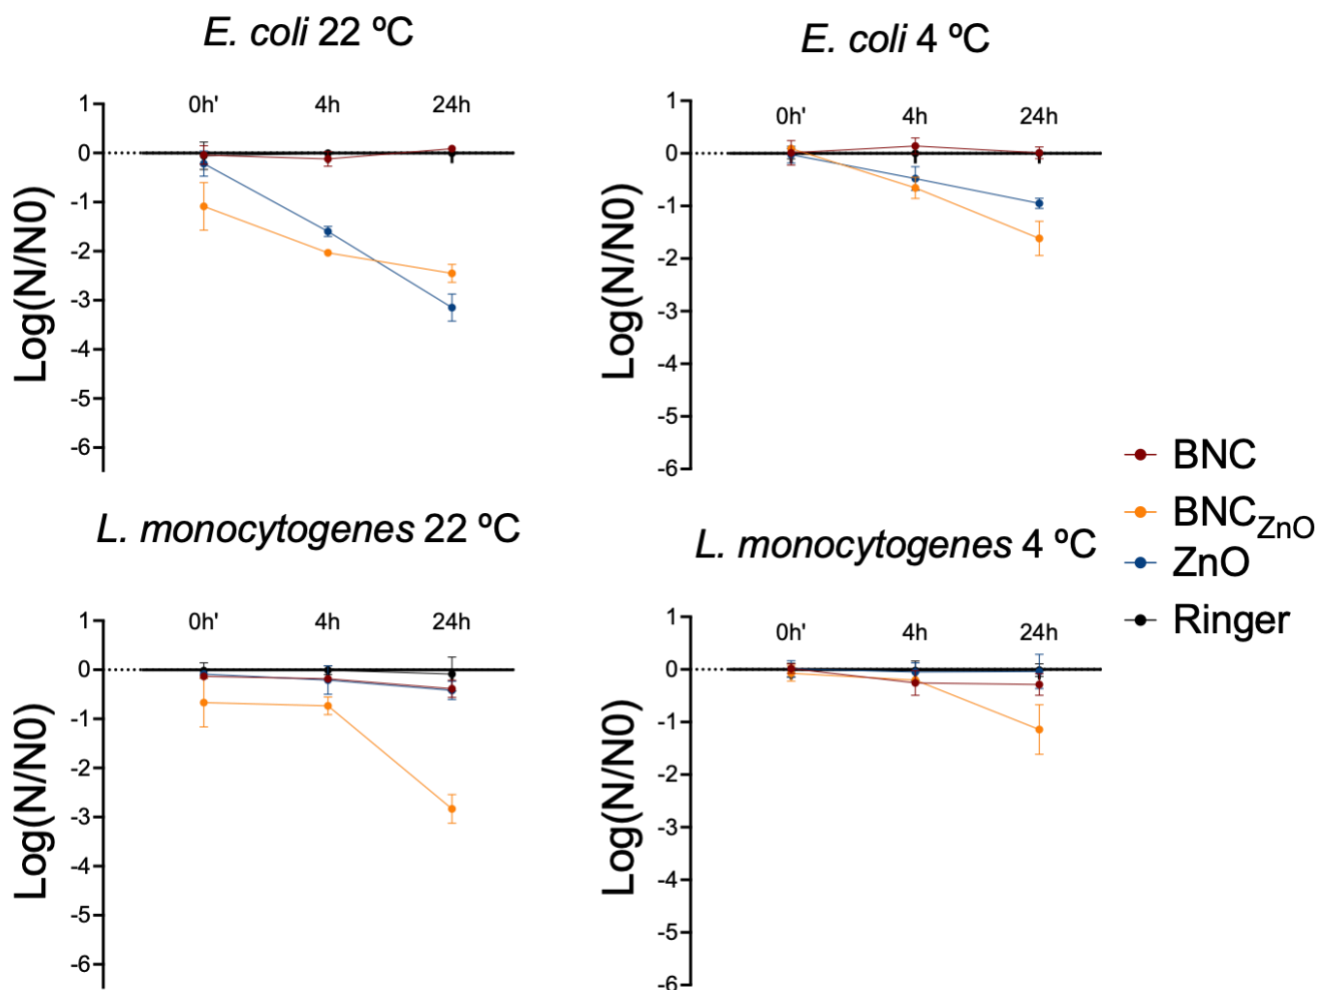 E. coli 22 ºC
1
0h'
4h
24h
0
-1
-2
-3
-4
-5
-6
Log(N/N0)
E. coli 4 ºC
1
0h'
4h
24h
0
-1
-2
-3
-4
-5
-6
Log(N/N0)
BNC
BNCZnO
ZnO
Ringer
L. monocytogenes 22 ºC
1
0h'
4h
24h
0
-1
-2
-3
-4
-5
-6
Log(N/N0)
L. monocytogenes 4 ºC
1
0h'
4h
24h
0
-1
-2
-3
-4
-5
-6
Log(N/N0)